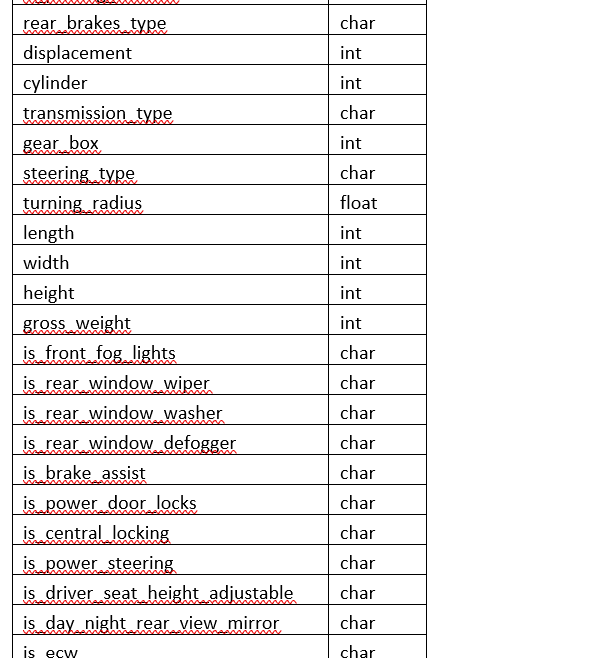 rear_brakes_type char
displacement int
cylinder int
transmission_type char
gear_box int
steering_type char
turning_radius float
length int
width int
height int
gross_weight int
is_front_fog_lights char
is_rear_window_wiper char
is_rear_window_washer char
is_rear_window_defogger char
is_brake_assist char
is_power_door_locks char
is_central_locking char
is_power_steering char
is_driver_seat_height_adjustable char
is_day_night_rear_view_mirror char
is_ecw char